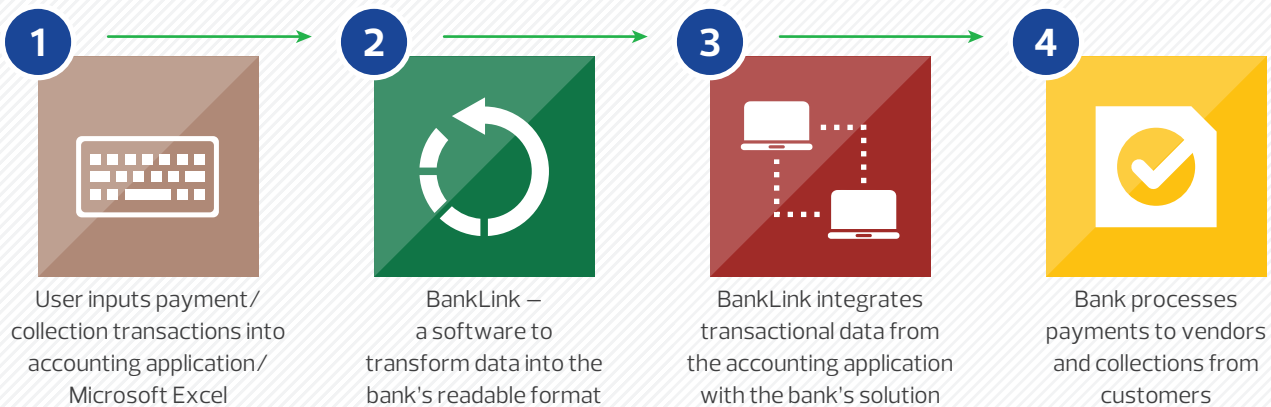 1
2
3
4
User inputs payment/
collection transactions into
accounting application/
Microsoft Excel
BankLink –
a software to
transform data into the
bank's readable format
BankLink integrates
transactional data from
the accounting application
with the bank's solution
Bank processes
payments to vendors
and collections from
customers